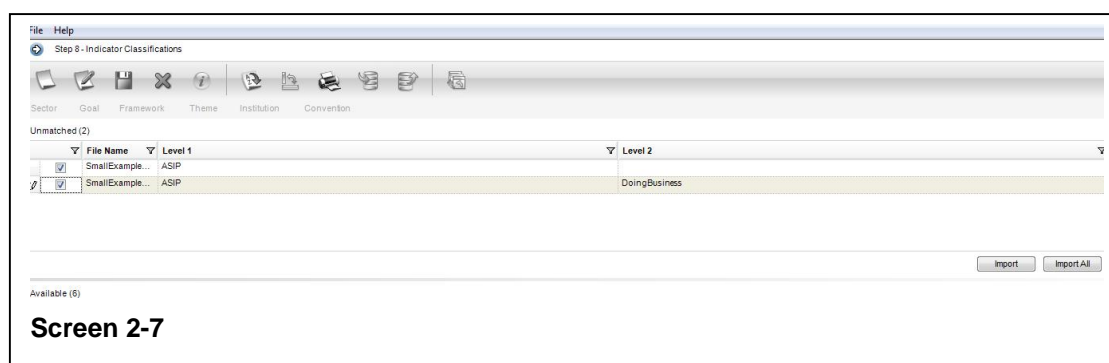 File Help
Step 8 - Indicator Classifications
Sector Goal Framework Theme Institution Convention
Unmatched (2)
File Name Level 1 Level 2
SmallExample... ASIP
SmallExample... ASIP DoingBusiness
Import Import All
Available (6)
Screen 2-7